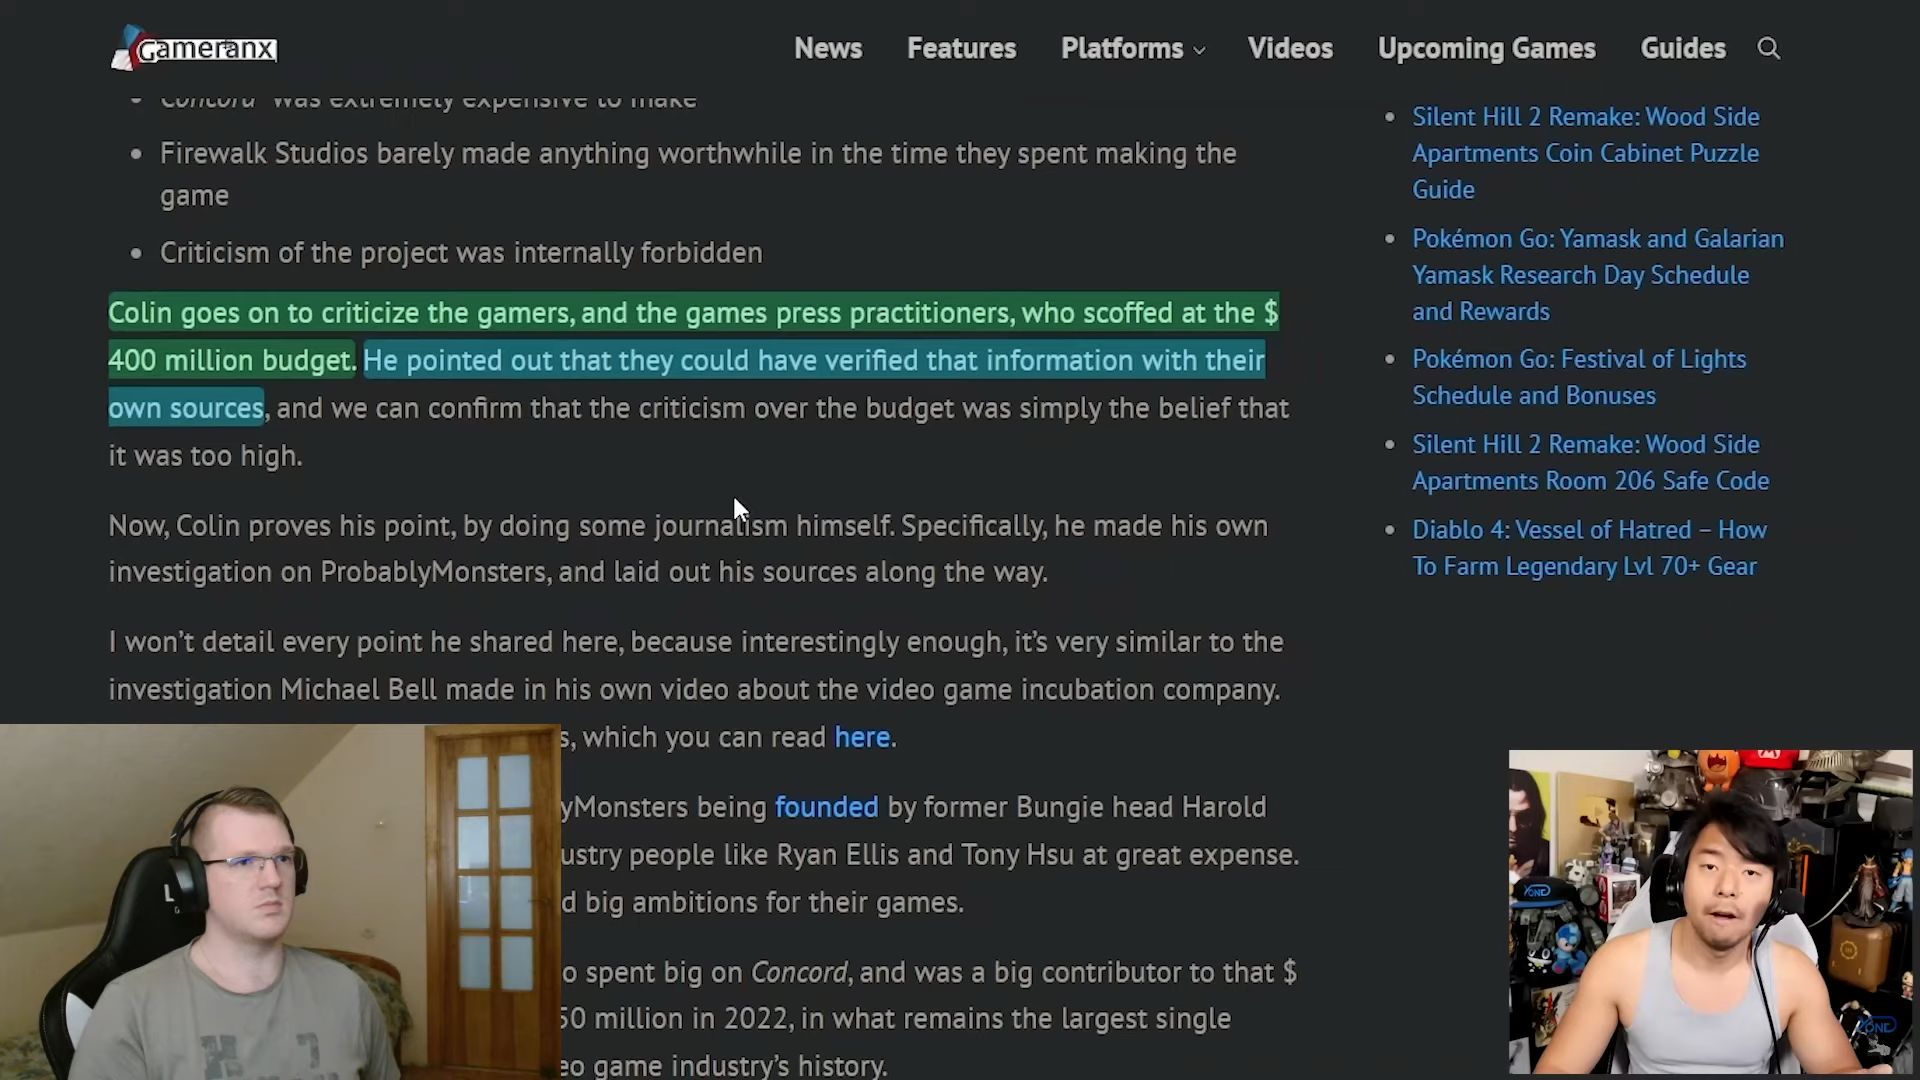 Gameranx
News Features Platforms Videos Upcoming Games Guides
Concord was extremely expensive to make
Firewalk Studios barely made anything worthwhile in the time they spent making the
game
Criticism of the project was internally forbidden
Colin goes on to criticize the gamers, and the games press practitioners, who scoffed at the $
400 million budget. He pointed out that they could have verified that information with their
own sources, and we can confirm that the criticism over the budget was simply the belief that
it was too high.
Now, Colin proves his point, by doing some journalism himself. Specifically, he made his own
investigation on ProbablyMonsters, and laid out his sources along the way.
I won't detail every point he shared here, because interestingly enough, it's very similar to the
investigation Michael Bell made in his own video about the video game incubation company.
s, which you can read here.
yMonsters being founded by former Bungie head Harold
ustry people like Ryan Ellis and Tony Hsu at great expense.
d big ambitions for their games.
o spent big on Concord, and was a big contributor to that $
50 million in 2022, in what remains the largest single
eo game industry's history.
Silent Hill 2 Remake: Wood Side
Apartments Coin Cabinet Puzzle
Guide
Pokémon Go: Yamask and Galarian
Yamask Research Day Schedule
and Rewards
Pokémon Go: Festival of Lights
Schedule and Bonuses
Silent Hill 2 Remake: Wood Side
Apartments Room 206 Safe Code
Diablo 4: Vessel of Hatred – How
To Farm Legendary Lvl 70+ Gear
YONE
YONE